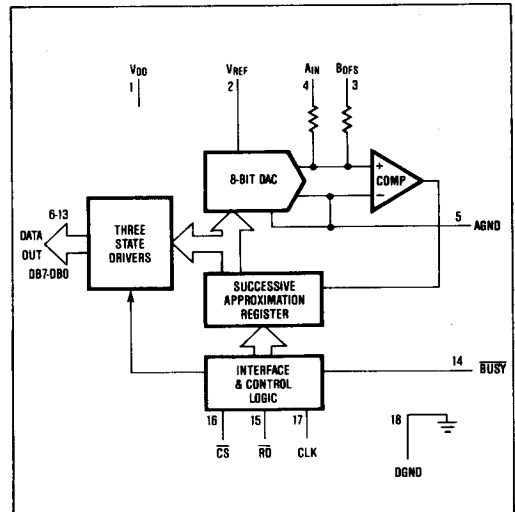 VDD
1
VREF
2
AIN
4
BOFS
3
8-BIT DAC
+
COMP
−
5
AGND
6-13
DATA
OUT
DB7-DB0
THREE
STATE
DRIVERS
SUCCESSIVE
APPROXIMATION
REGISTER
INTERFACE
& CONTROL
LOGIC
14
BUSY
16
15
17
CS
RD
CLK
18
DGND